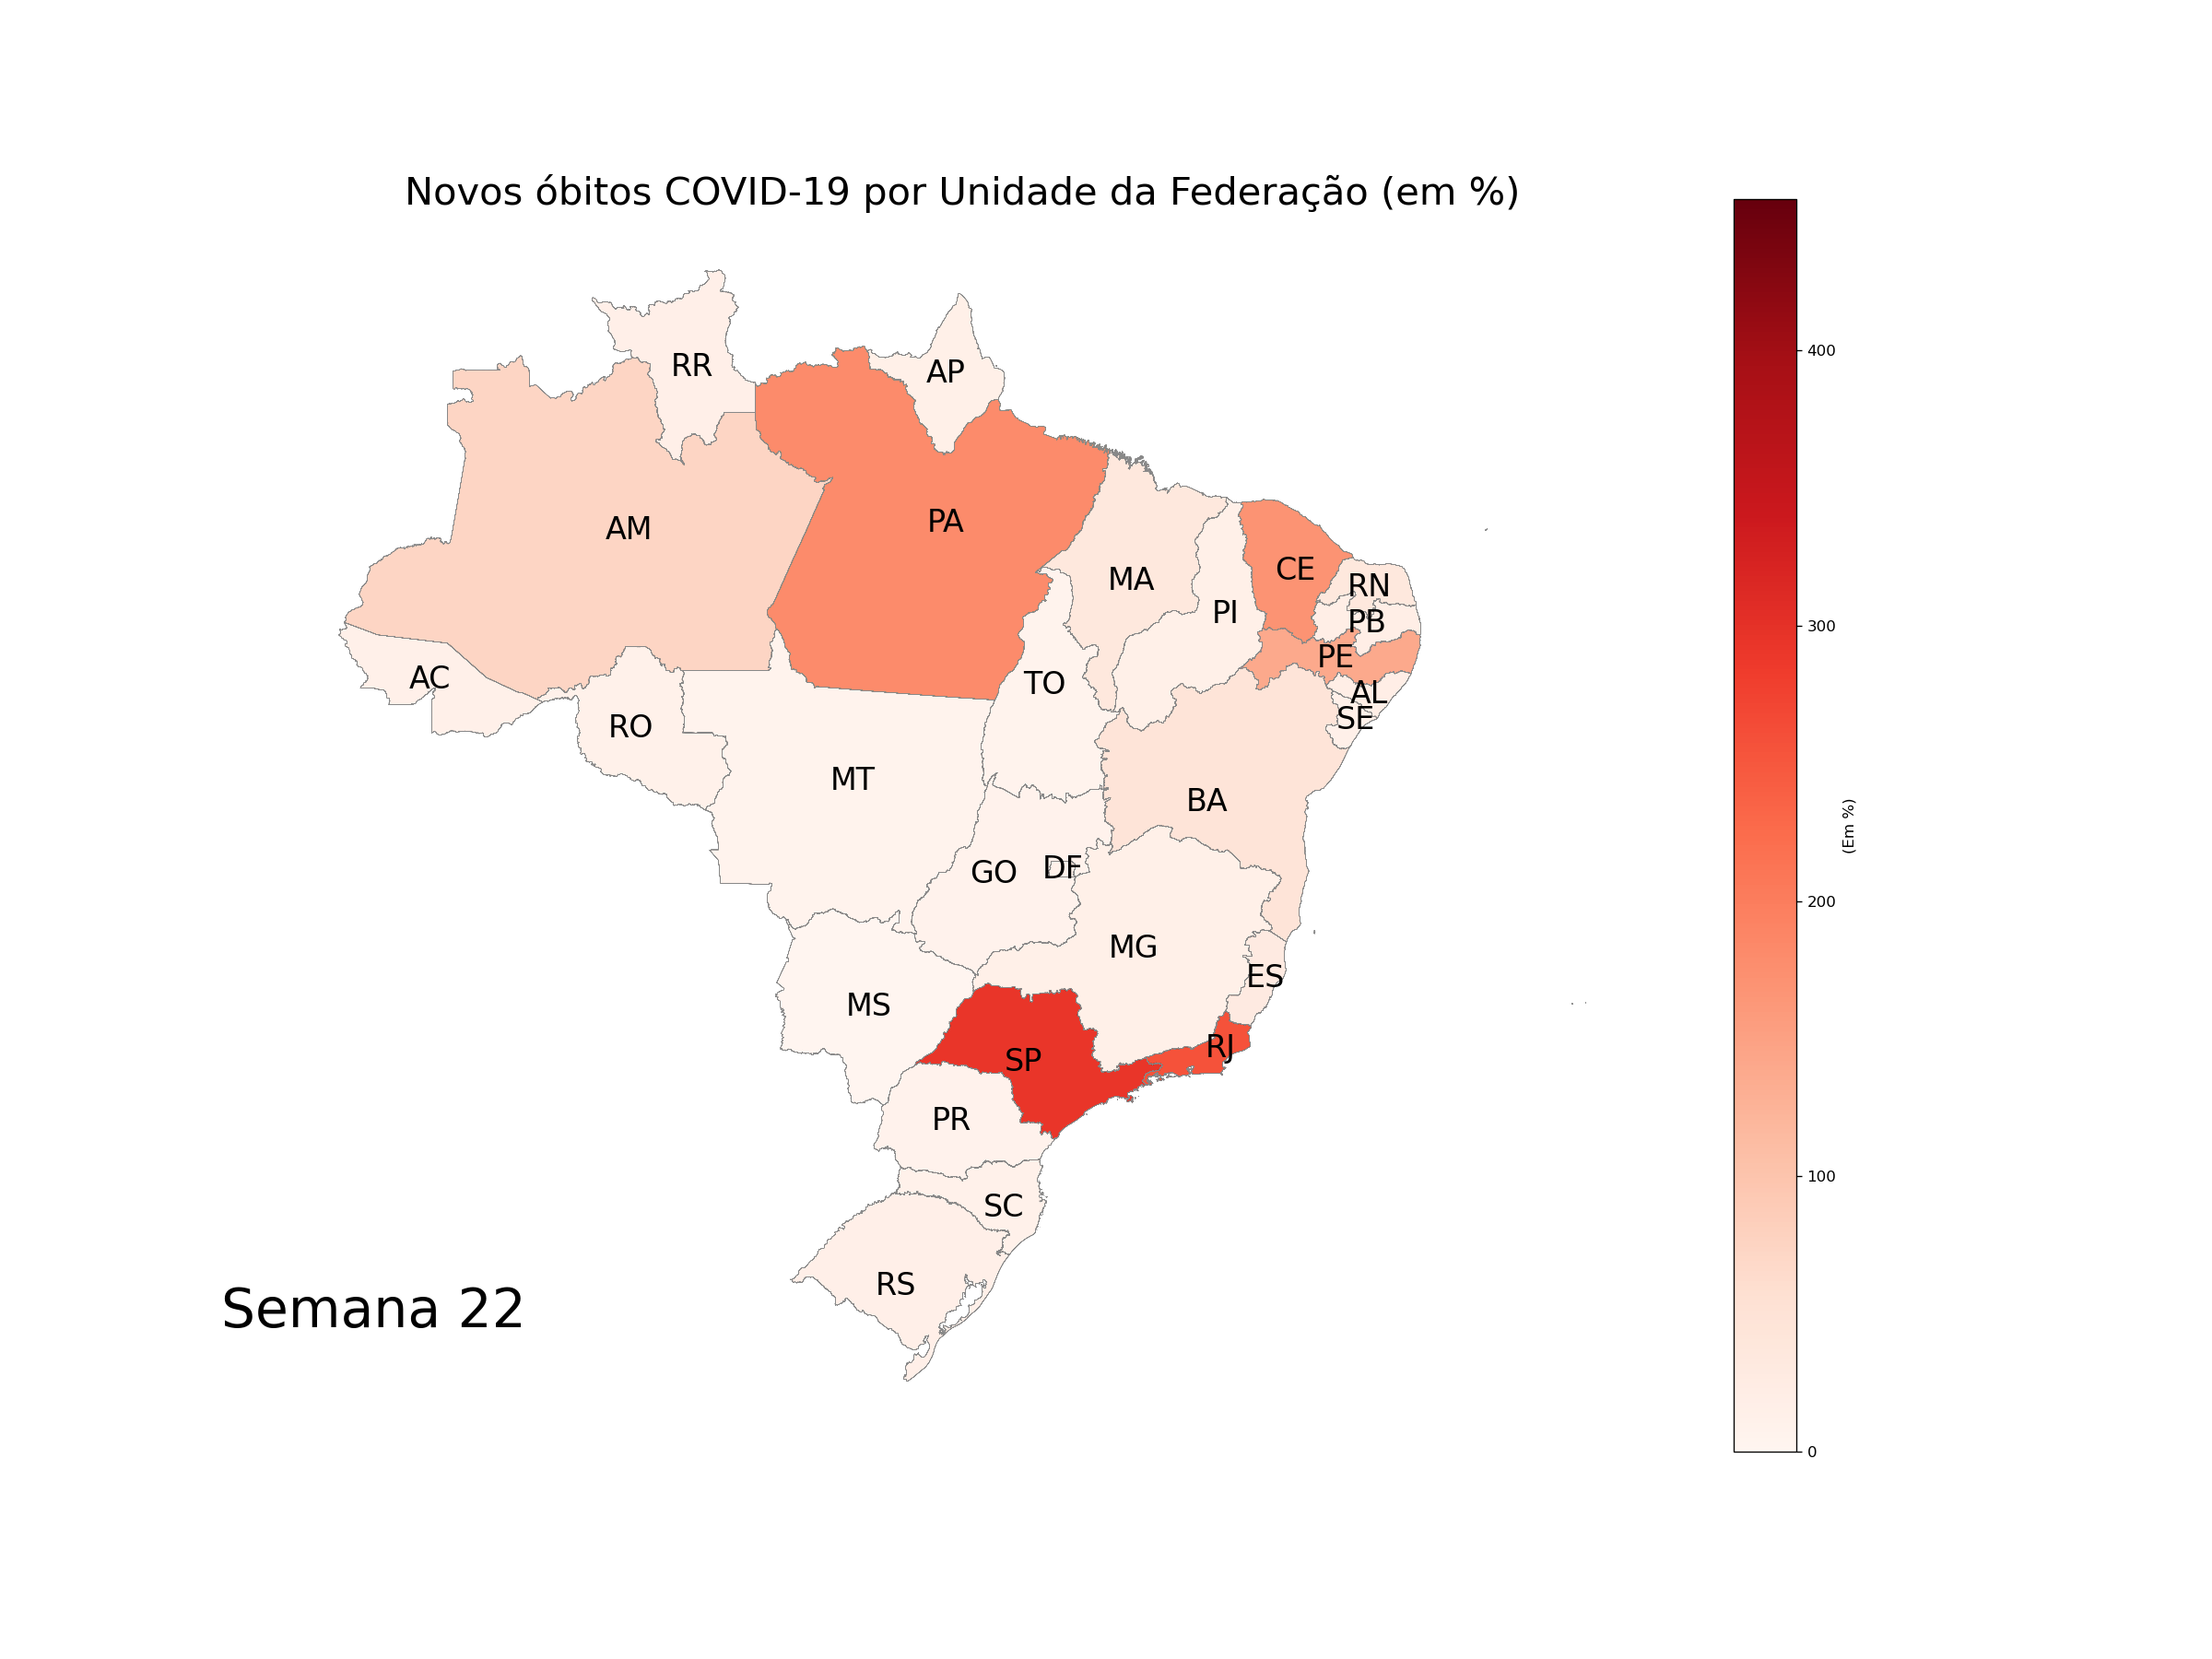 Novos óbitos COVID-19 por Unidade da Federação (em %)
RR
AP
AM
PA
MA
CE
RN
PI
PB
PE
AC
TO
AL
SE
RO
MT
BA
GO
DF
MG
ES
MS
RJ
SP
PR
SC
RS
Semana 22
400
300
200
100
0
(Em %)